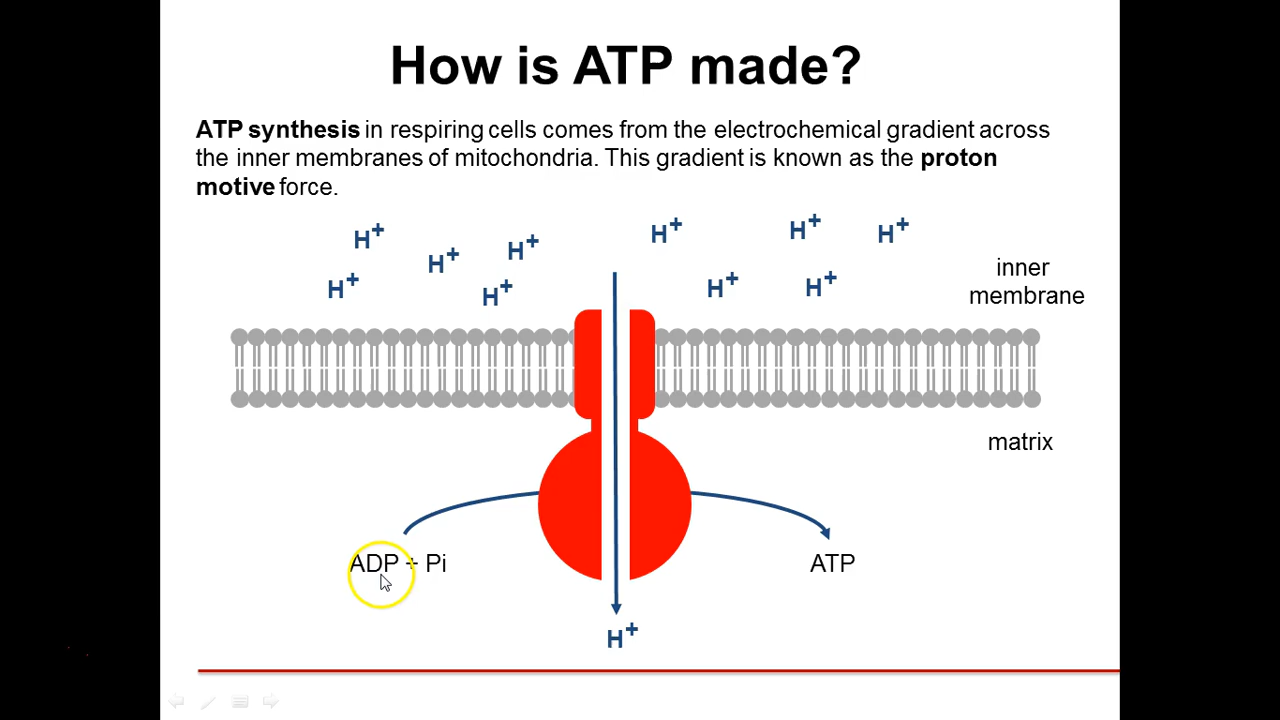 How is ATP made?
ATP synthesis in respiring cells comes from the electrochemical gradient across
the inner membranes of mitochondria. This gradient is known as the proton
motive force.
H+ H+ H+ H+ H+ H+
H+ H+ H+ H+
inner
membrane
matrix
ADP + Pi
ATP
H+